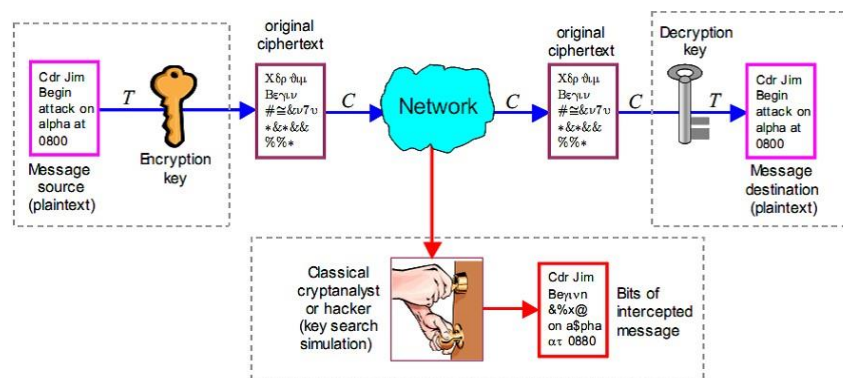 Cdr Jim
Begin
attack on
alpha at
0800
Message
source
(plaintext)
T
Encryption
key
original
ciphertext
Χδρ ϑιμ
Βεγιν
#≅&ν7υ
*&*&&
%%*
C
Network
C
original
ciphertext
Χδρ ϑιμ
Βεγιν
#≅&ν7υ
*&*&&
%%*
C
Decryption
key
T
Cdr Jim
Begin
attack on
alpha at
0800
Message
destination
(plaintext)
Classical
cryptanalyst
or hacker
(key search
simulation)
Cdr Jim
Βεγινn
&%x@
on a$pha
ατ 0880
Bits of
intercepted
message